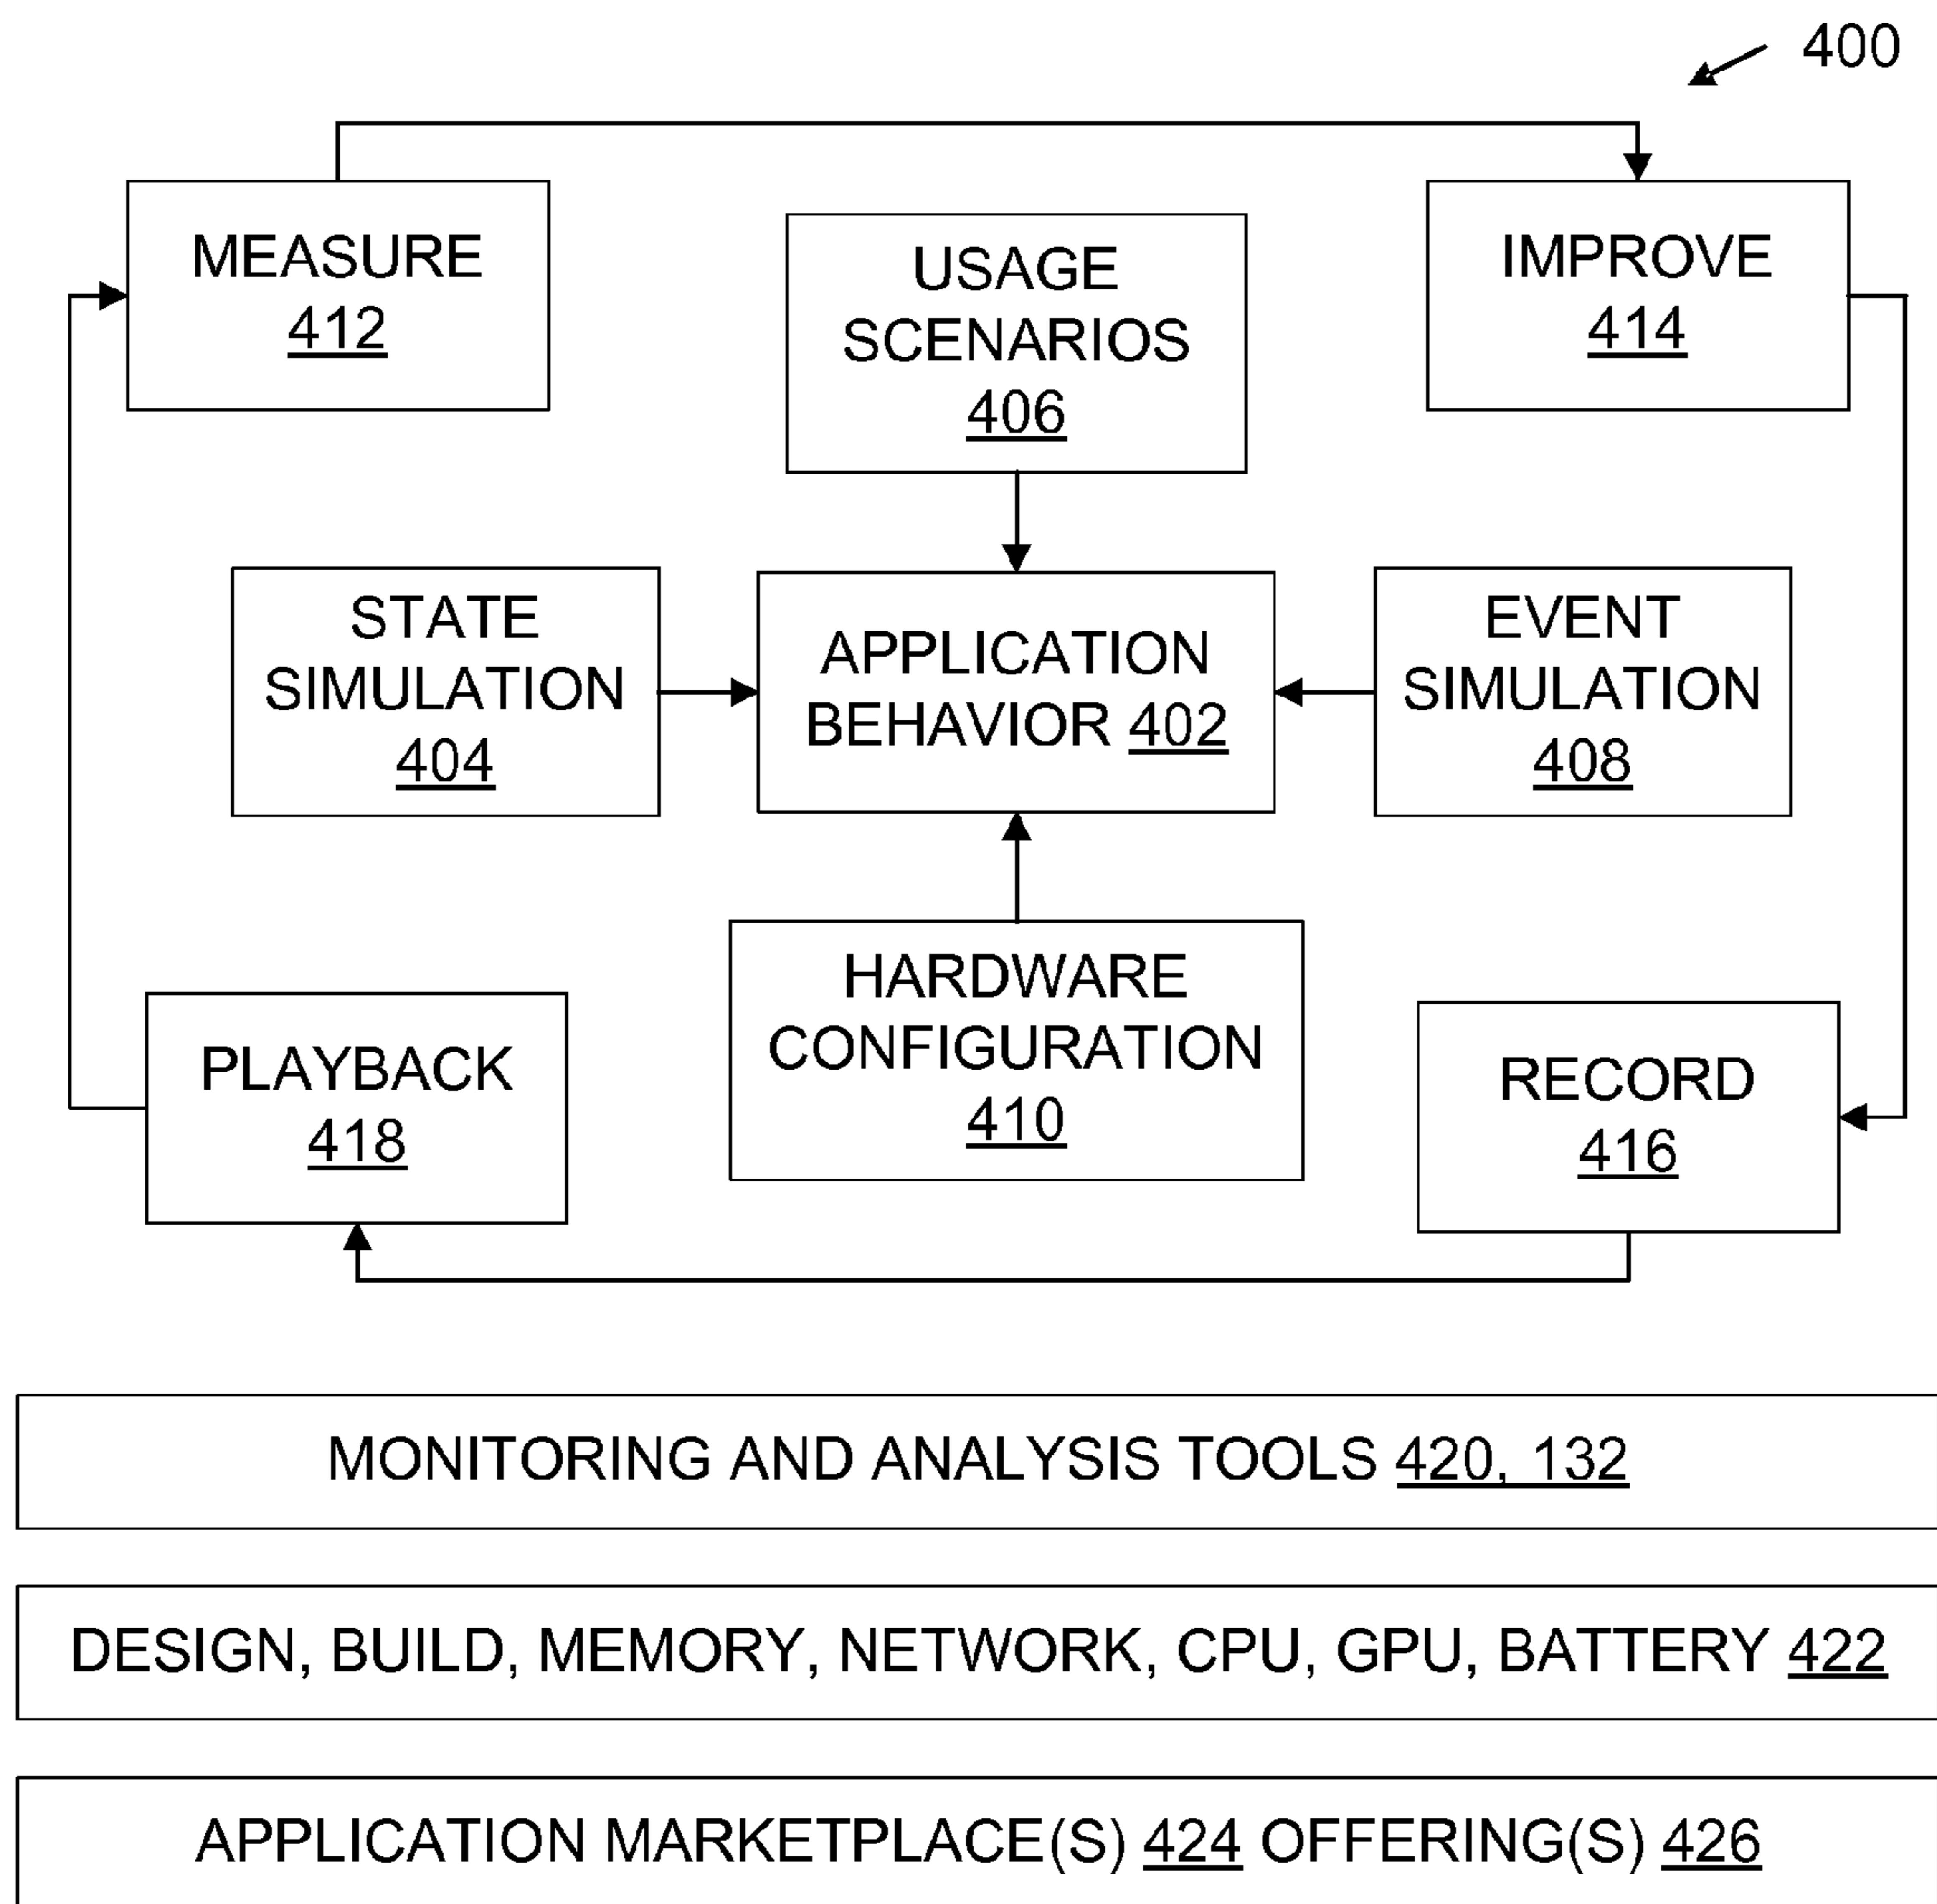 400
MEASURE
412
USAGE
SCENARIOS
406
IMPROVE
414
STATE
SIMULATION
404
APPLICATION
BEHAVIOR 402
EVENT
SIMULATION
408
PLAYBACK
418
HARDWARE
CONFIGURATION
410
RECORD
416
MONITORING AND ANALYSIS TOOLS 420, 132
DESIGN, BUILD, MEMORY, NETWORK, CPU, GPU, BATTERY 422
APPLICATION MARKETPLACE(S) 424 OFFERING(S) 426